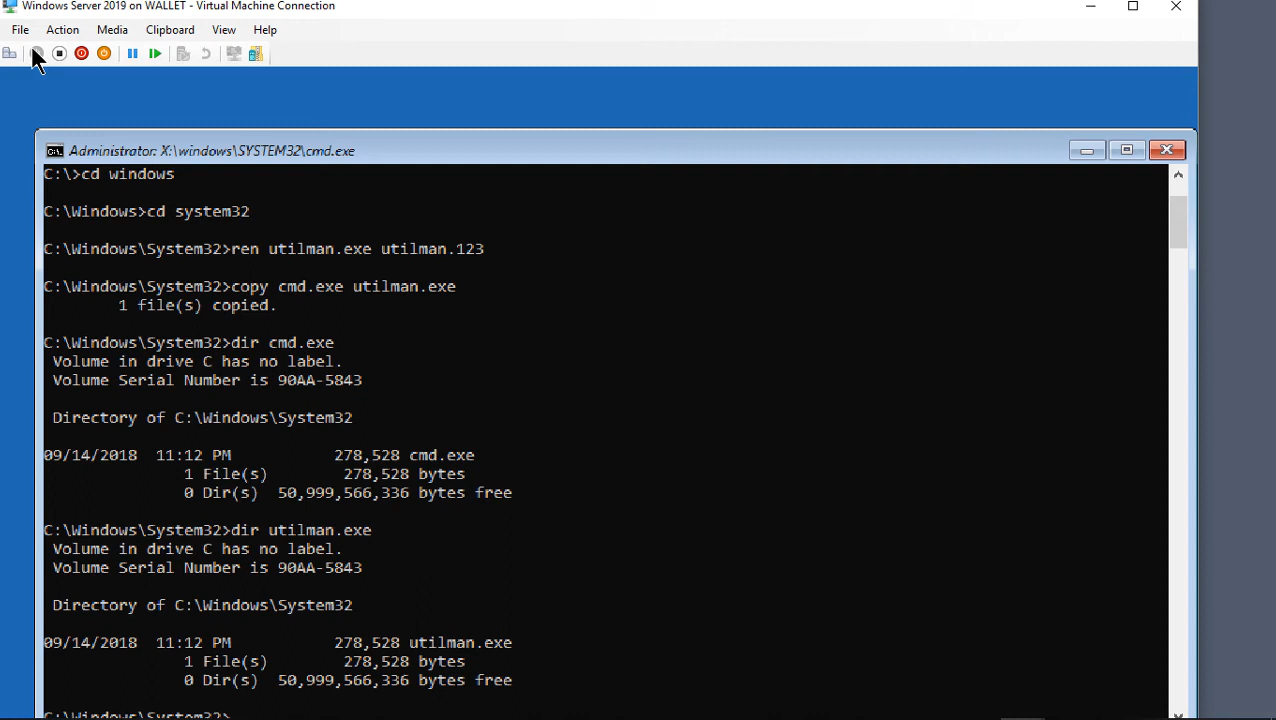 Windows Server 2019 on WALLET - Virtual Machine Connection
File Action Media Clipboard View Help
Administrator: X:\windows\SYSTEM32\cmd.exe
C:\>cd windows
C:\Windows>cd system32
C:\Windows\System32>ren utilman.exe utilman.123
C:\Windows\System32>copy cmd.exe utilman.exe
1 file(s) copied.
C:\Windows\System32>dir cmd.exe
Volume in drive C has no label.
Volume Serial Number is 90AA-5843
Directory of C:\Windows\System32
09/14/2018 11:12 PM 278,528 cmd.exe
1 File(s) 278,528 bytes
0 Dir(s) 50,999,566,336 bytes free
C:\Windows\System32>dir utilman.exe
Volume in drive C has no label.
Volume Serial Number is 90AA-5843
Directory of C:\Windows\System32
09/14/2018 11:12 PM 278,528 utilman.exe
1 File(s) 278,528 bytes
0 Dir(s) 50,999,566,336 bytes free
C:\Windows\System32>